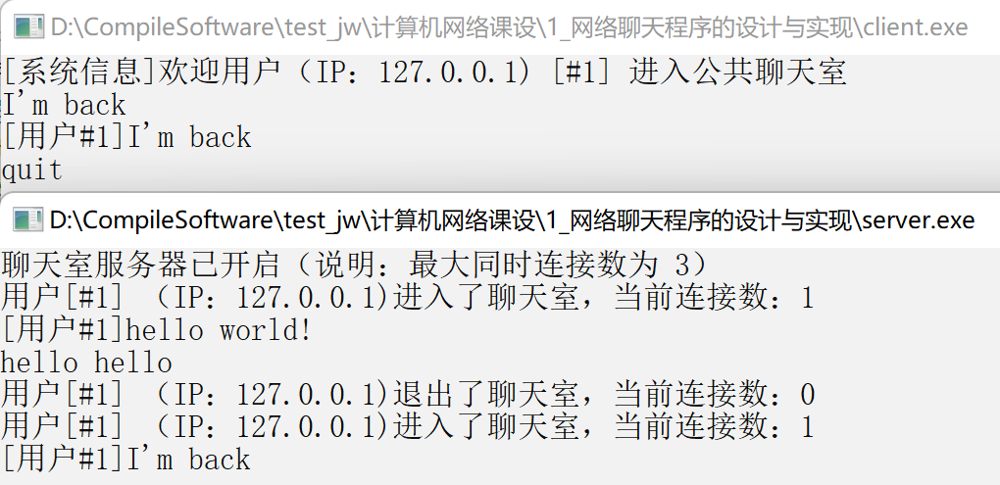 D:\CompileSoftware\test_jw\计算机网络课设\1_网络聊天程序的设计与实现\client.exe
[系统信息]欢迎用户（IP：127.0.0.1) [#1] 进入公共聊天室
I'm back
[用户#1]I'm back
quit
D:\CompileSoftware\test_jw\计算机网络课设\1_网络聊天程序的设计与实现\server.exe
聊天室服务器已开启（说明：最大同时连接数为 3）
用户[#1] （IP：127.0.0.1)进入了聊天室，当前连接数：1
[用户#1]hello world!
hello hello
用户[#1] （IP：127.0.0.1)退出了聊天室，当前连接数：0
用户[#1] （IP：127.0.0.1)进入了聊天室，当前连接数：1
[用户#1]I'm back